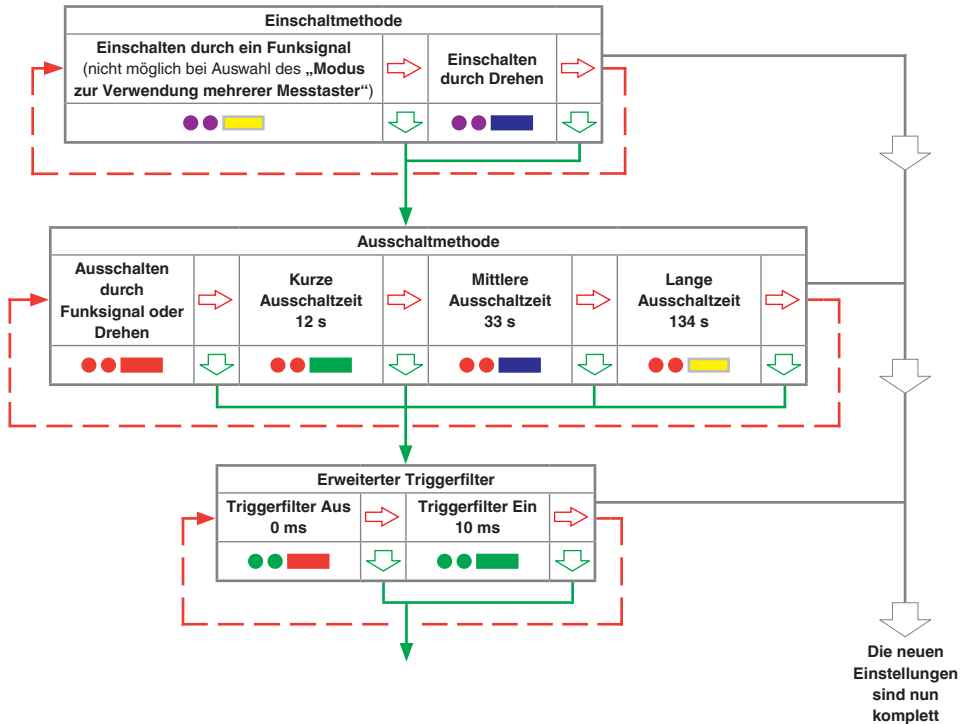 Einschaltmethode
Einschalten durch ein Funksignal
(nicht möglich bei Auswahl des „Modus
zur Verwendung mehrerer Messtaster“)
Einschalten
durch Drehen
Ausschaltmethode
Ausschalten
durch
Funksignal oder
Drehen
Kurze
Ausschaltzeit
12 s
Mittlere
Ausschaltzeit
33 s
Lange
Ausschaltzeit
134 s
Erweiterter Triggerfilter
Triggerfilter Aus
0 ms
Triggerfilter Ein
10 ms
Die neuen
Einstellungen
sind nun
komplett